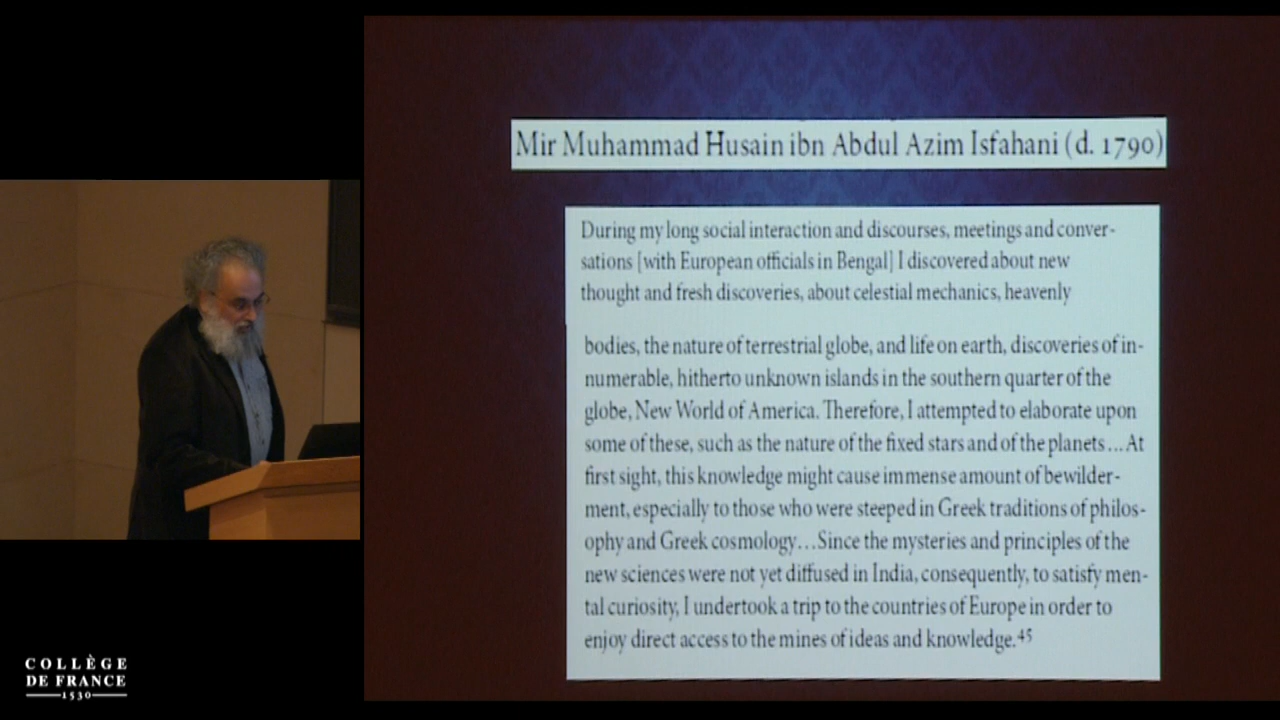 Mir Muhammad Husain ibn Abdul Azim Isfahani (d. 1790)
During my long social interaction and discourses, meetings and conver-
sations [with European officials in Bengal] I discovered about new
thought and fresh discoveries, about celestial mechanics, heavenly
bodies, the nature of terrestrial globe, and life on earth, discoveries of in-
numerable, hitherto unknown islands in the southern quarter of the
globe, New World of America. Therefore, I attempted to elaborate upon
some of these, such as the nature of the fixed stars and of the planets...At
first sight, this knowledge might cause immense amount of bewilder-
ment, especially to those who were steeped in Greek traditions of philos-
ophy and Greek cosmology...Since the mysteries and principles of the
new sciences were not yet diffused in India, consequently, to satisfy men-
tal curiosity, I undertook a trip to the countries of Europe in order to
enjoy direct access to the mines of ideas and knowledge.45
COLLÈGE
DE FRANCE
1530